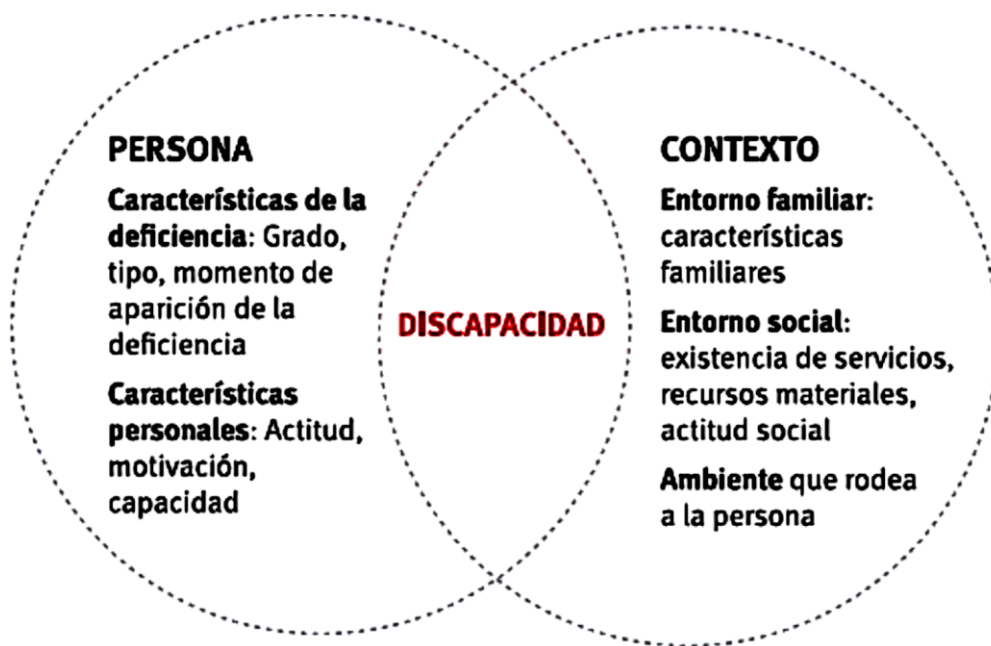 PERSONA
Características de la
deficiencia: Grado,
tipo, momento de
aparición de la
deficiencia
Características
personales: Actitud,
motivación,
capacidad
DISCAPACIDAD
CONTEXTO
Entorno familiar:
características
familiares
Entorno social:
existencia de servicios,
recursos materiales,
actitud social
Ambiente que rodea
a la persona